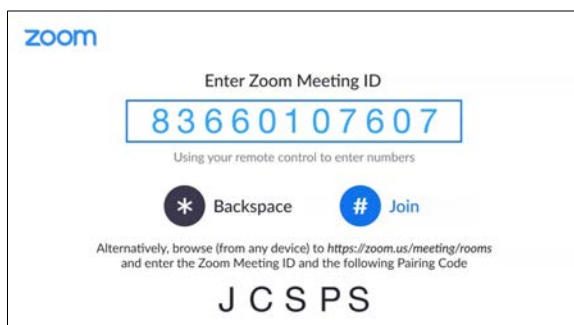 zoom
Enter Zoom Meeting ID
83660107607
Using your remote control to enter numbers
* Backspace # Join
Alternatively, browse (from any device) to https://zoom.us/meeting/rooms
and enter the Zoom Meeting ID and the following Pairing Code
JCSPS